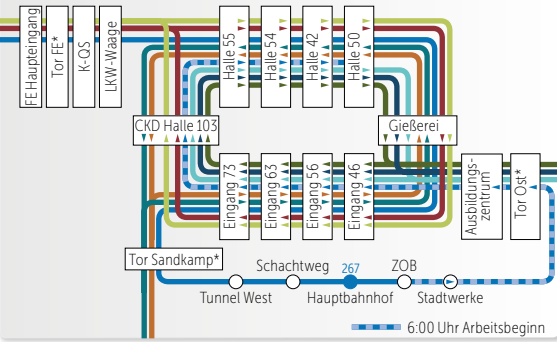 FE Haupteingang
Tor FE*
K-QS
LKW-Waage
Halle 55
Halle 54
Halle 42
Halle 50
CKD Halle 103
Gießerei
Eingang 73
Eingang 63
Eingang 56
Eingang 46
Ausbildungs-
zentrum
Tor Ost*
Tor Sandkamp*
Schachtweg
267
ZOB
Tunnel West
Hauptbahnhof
Stadtwerke
6:00 Uhr Arbeitsbeginn